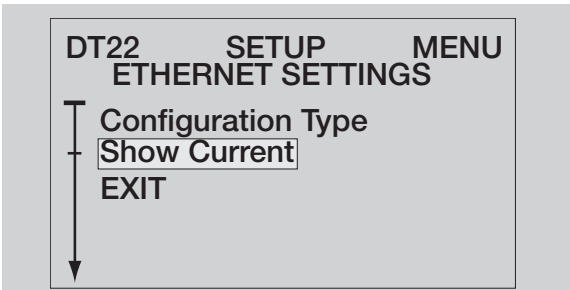 DT22 SETUP MENU
ETHERNET SETTINGS
Configuration Type
Show Current
EXIT